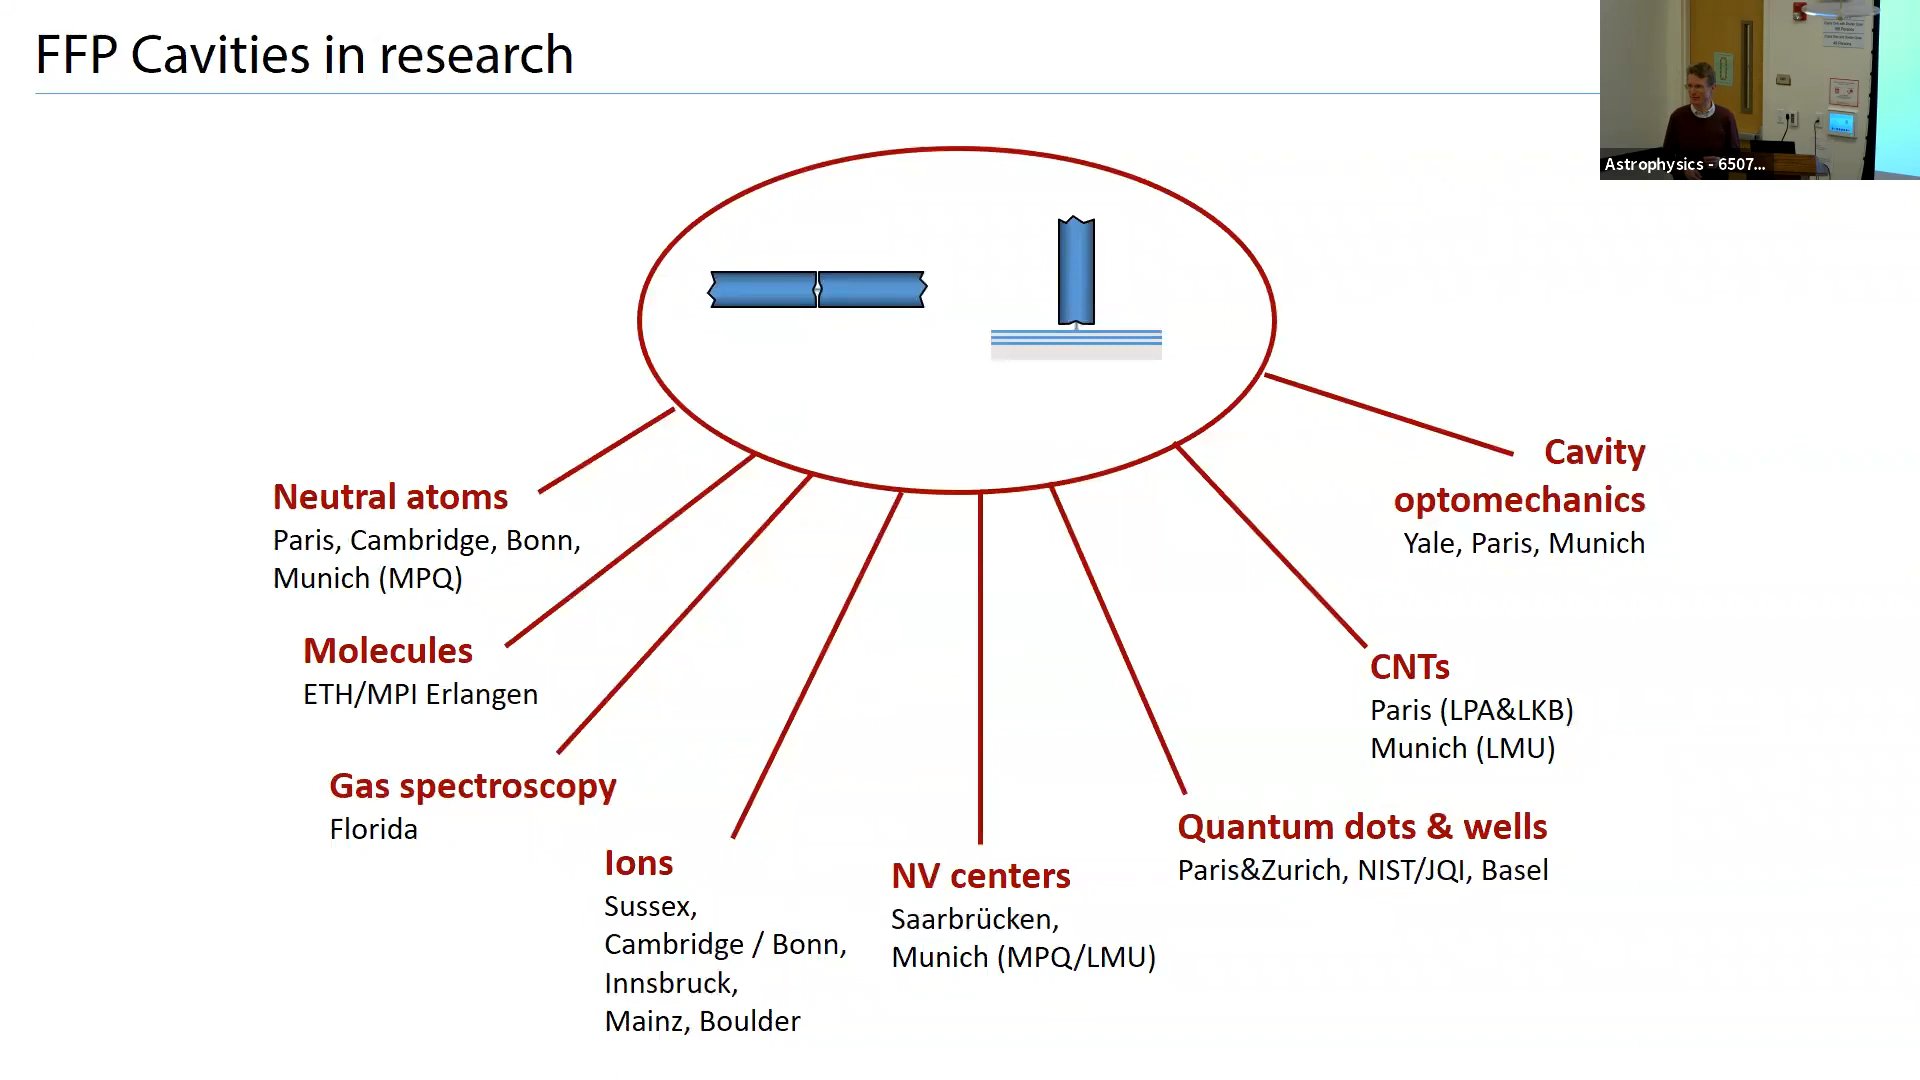 FFP Cavities in research
Astrophysics - 6507...
Neutral atoms
Paris, Cambridge, Bonn,
Munich (MPQ)
Molecules
ETH/MPI Erlangen
Gas spectroscopy
Florida
Ions
Sussex,
Cambridge / Bonn,
Innsbruck,
Mainz, Boulder
NV centers
Saarbrücken,
Munich (MPQ/LMU)
Quantum dots & wells
Paris&Zurich, NIST/JQI, Basel
CNTs
Paris (LPA&LKB)
Munich (LMU)
Cavity
optomechanics
Yale, Paris, Munich